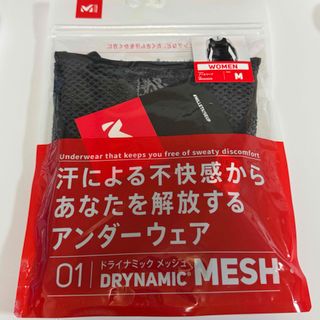 WOMEN
M
#MILLETJOEUP
Underwear that keeps you free of sweaty discomfort
汗による不快感から
あなたを解放する
アンダーウェア
01
ドライナミック メッシュ
DRYNAMIC® MESH®